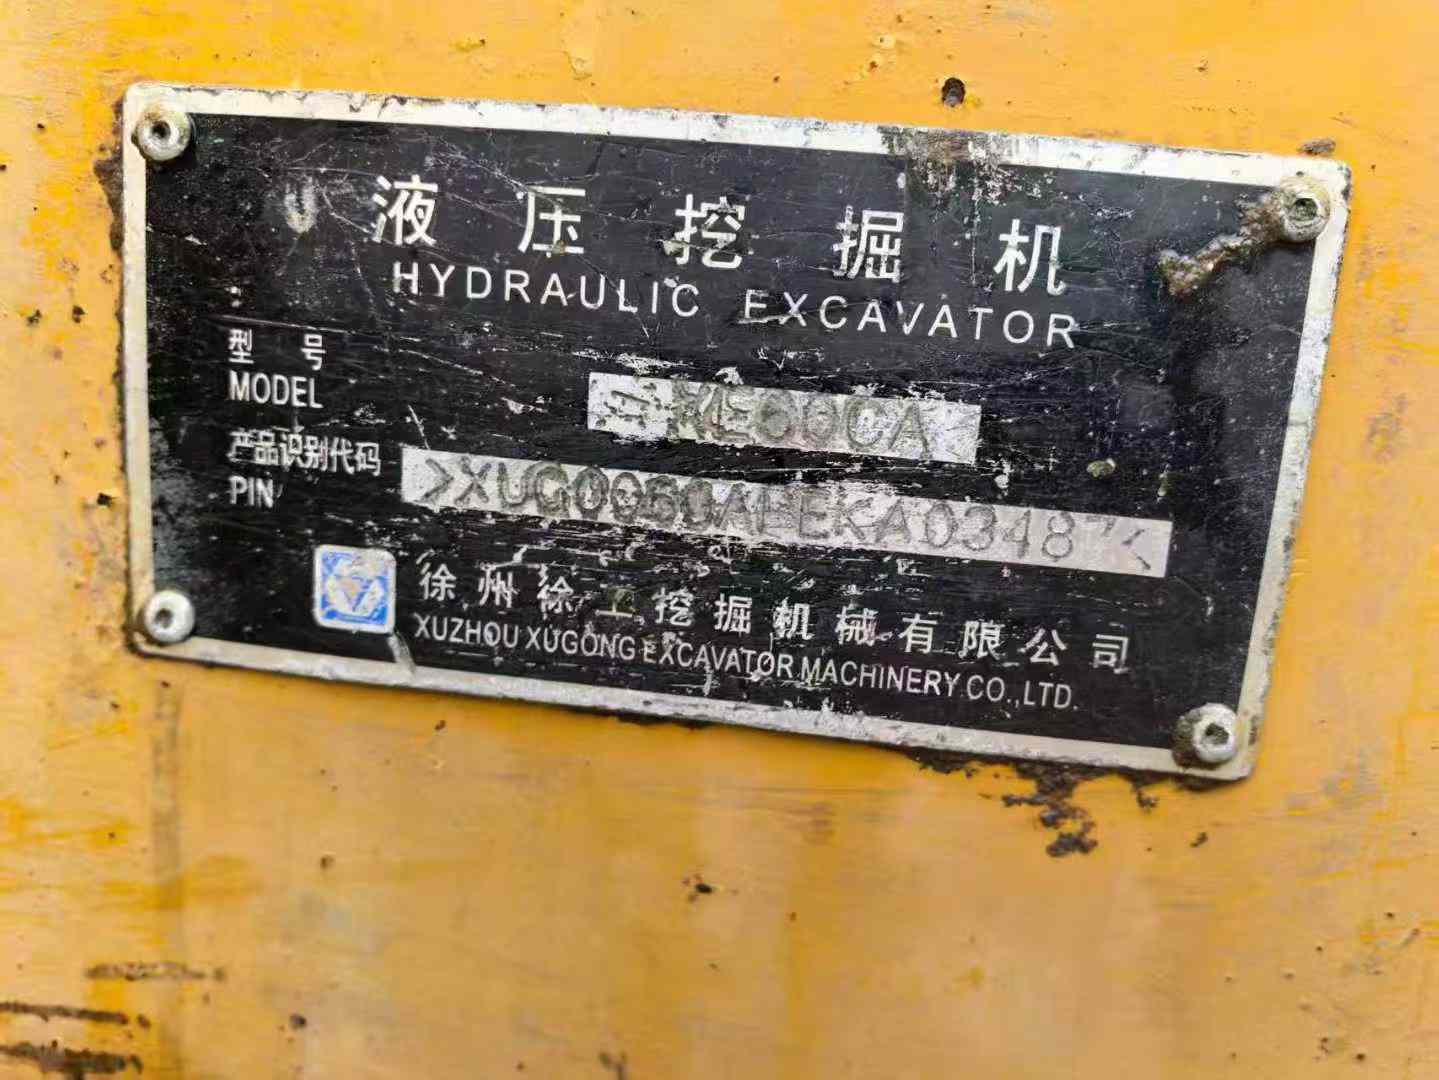 液压挖掘机
HYDRAULIC EXCAVATOR
型号
MODEL
产品识别代码
PIN
徐州徐工挖掘机械有限公司
XUZHOU XUGONG EXCAVATOR MACHINERY CO.,LTD.